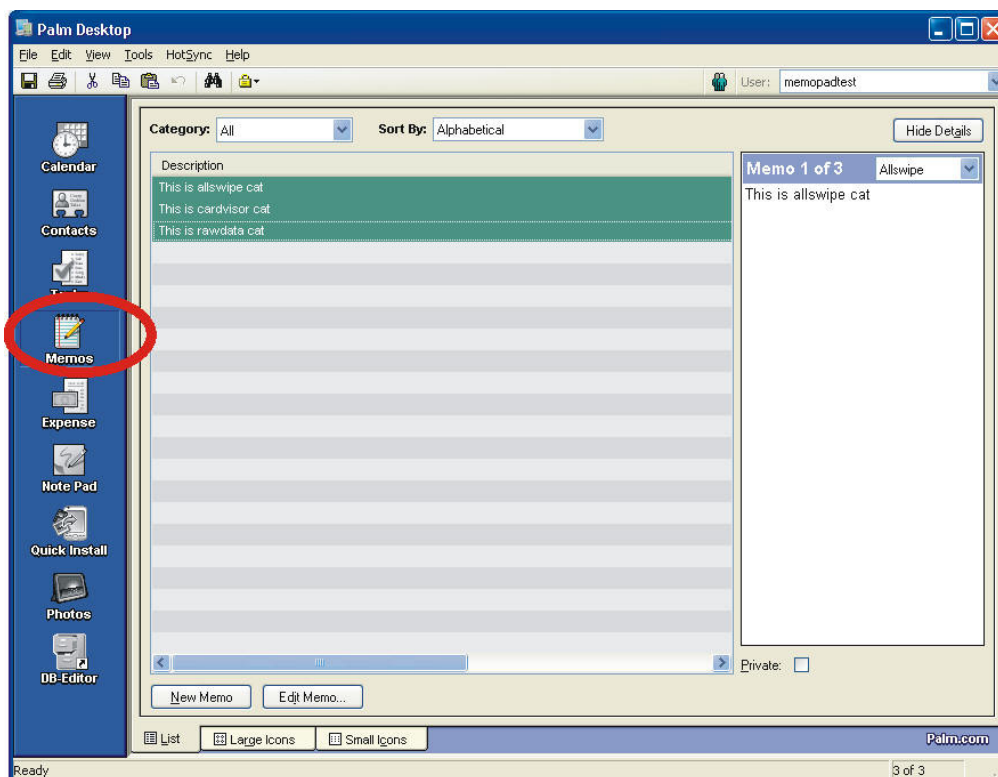 Palm Desktop
File Edit View Tools HotSync Help
User: memopadtest
Calendar
Contacts
Memos
Expense
Note Pad
Quick Install
Photos
DB-Editor
Category: All Sort By: Alphabetical Hide Details
Description
This is allswipe cat
This is cardvisor cat
This is rawdata cat
Memo 1 of 3 Allswipe
This is allswipe cat
Private:
New Memo Edit Memo...
List Large Icons Small Icons Palm.com
Ready 3 of 3